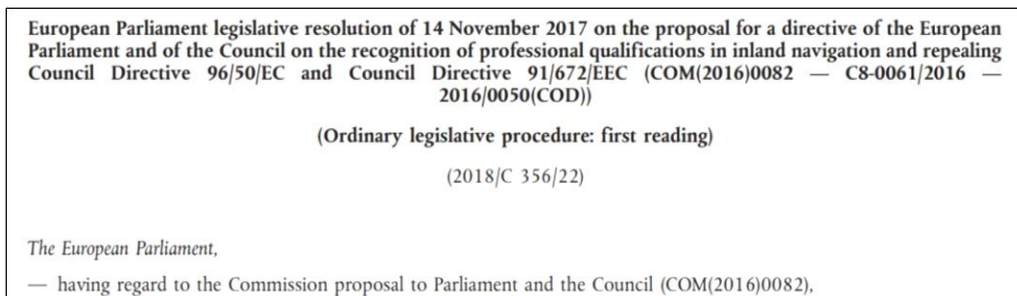 European Parliament legislative resolution of 14 November 2017 on the proposal for a directive of the European
Parliament and of the Council on the recognition of professional qualifications in inland navigation and repealing
Council Directive 96/50/EC and Council Directive 91/672/EEC (COM(2016)0082 — C8-0061/2016 —
2016/0050(COD))
(Ordinary legislative procedure: first reading)
(2018/C 356/22)
The European Parliament,
— having regard to the Commission proposal to Parliament and the Council (COM(2016)0082),